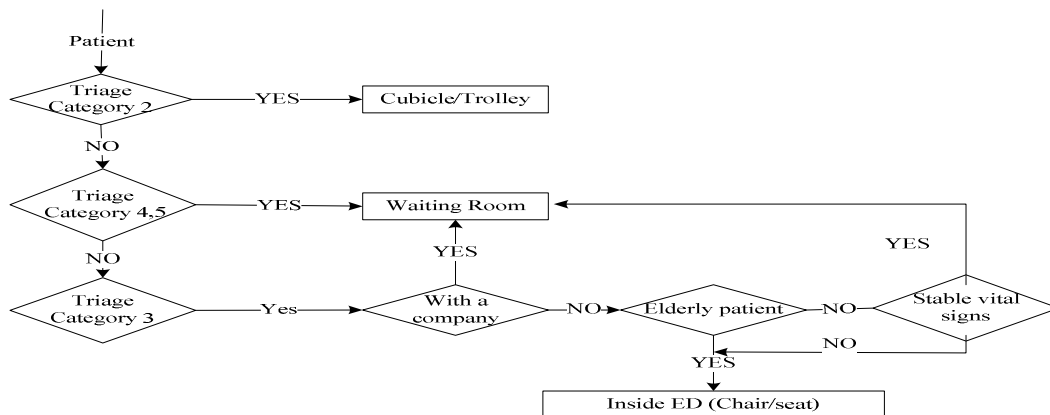 Patient
Triage
Category 2
YES
Cubicle/Trolley
NO
Triage
Category 4,5
YES
Waiting Room
NO
YES
YES
Triage
Category 3
Yes
With a
company
NO
Elderly patient
NO
Stable vital
signs
NO
YES
Inside ED (Chair/seat)